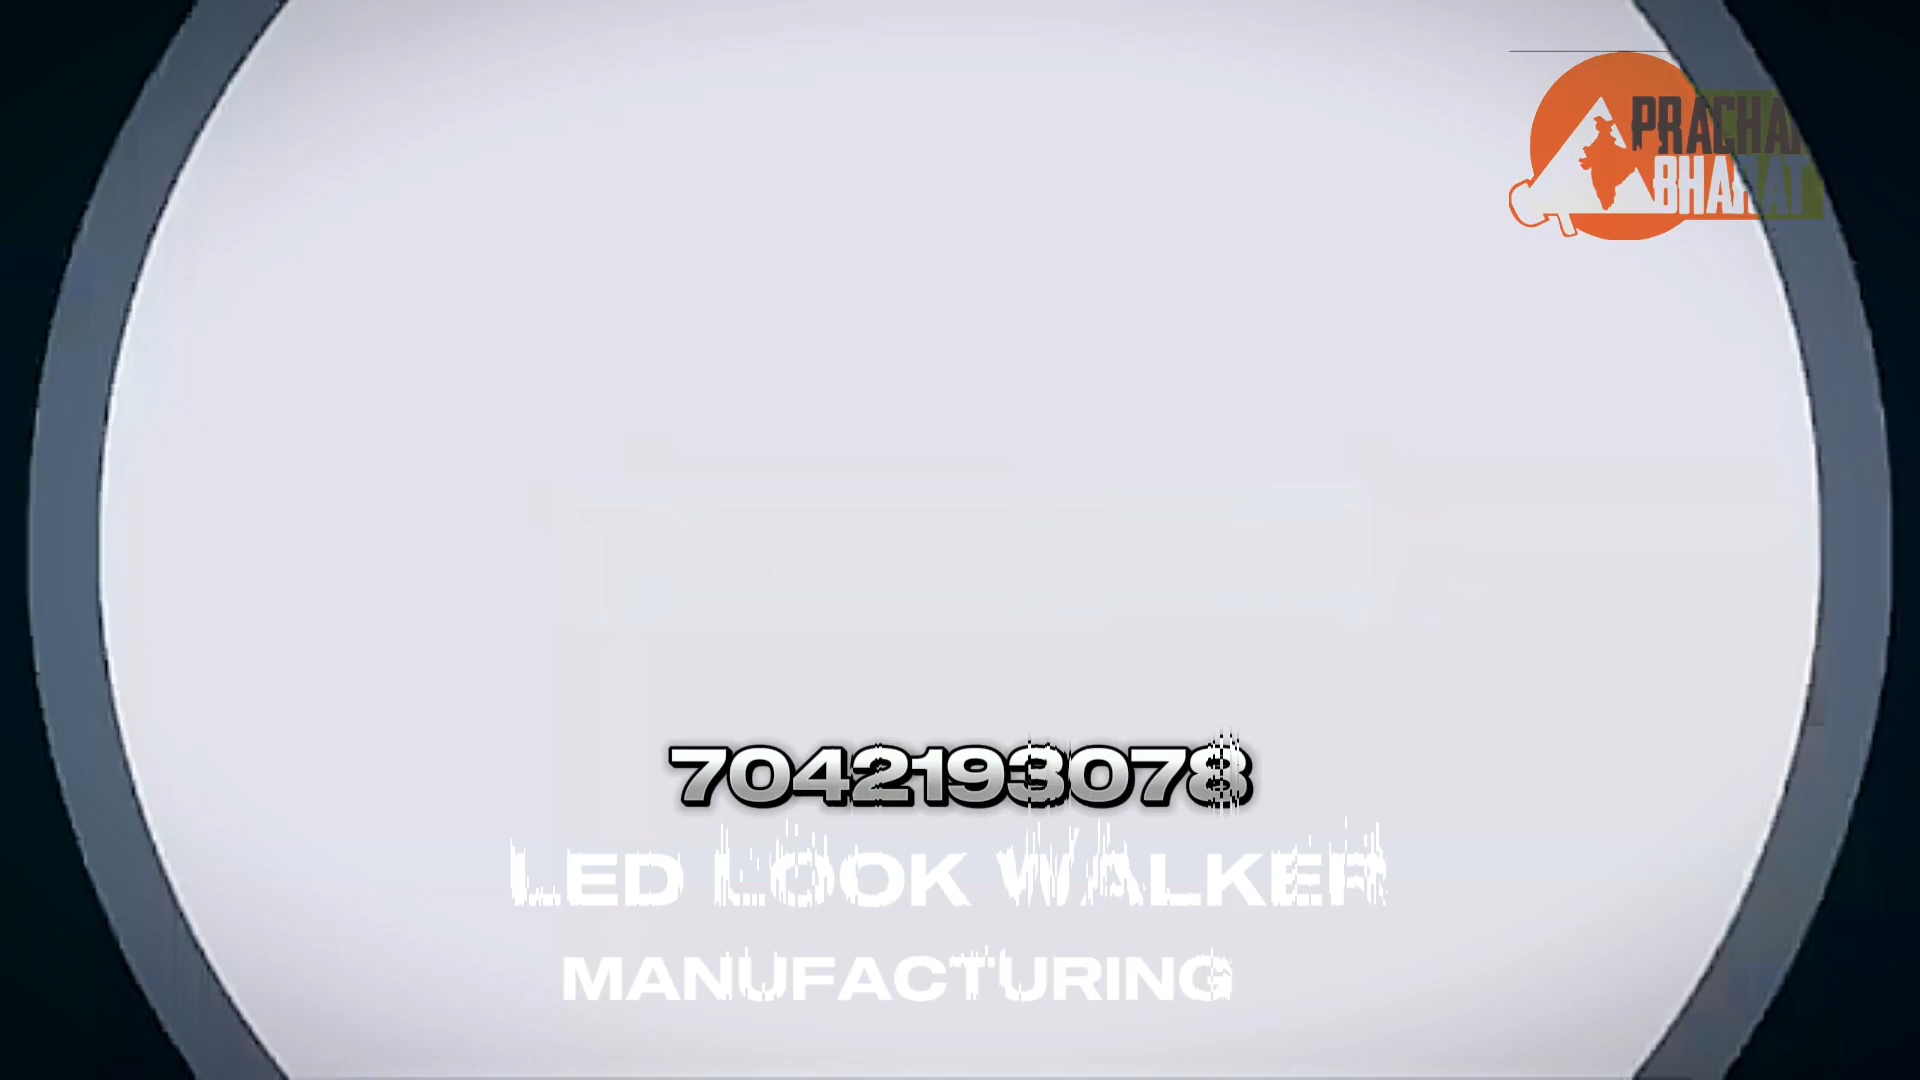 PRACHAR
BHARAT
7042193078
LED LOOK WALKER
MANUFACTURING